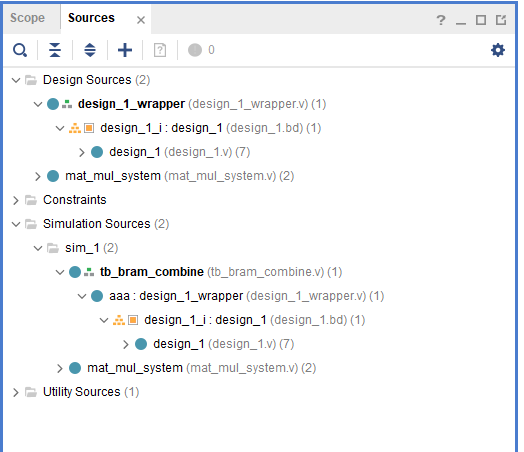 Scope Sources × ?
0
Design Sources (2)
design_1_wrapper (design_1_wrapper.v) (1)
design_1_i : design_1 (design_1.bd) (1)
design_1 (design_1.v) (7)
mat_mul_system (mat_mul_system.v) (2)
Constraints
Simulation Sources (2)
sim_1 (2)
tb_bram_combine (tb_bram_combine.v) (1)
aaa : design_1_wrapper (design_1_wrapper.v) (1)
design_1_i : design_1 (design_1.bd) (1)
design_1 (design_1.v) (7)
mat_mul_system (mat_mul_system.v) (2)
Utility Sources (1)